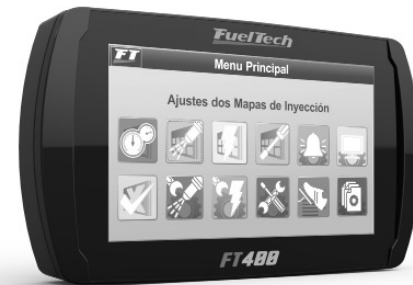 FuelTech
FT
Menu Principal
Ajustes dos Mapas de Inyección
FT400